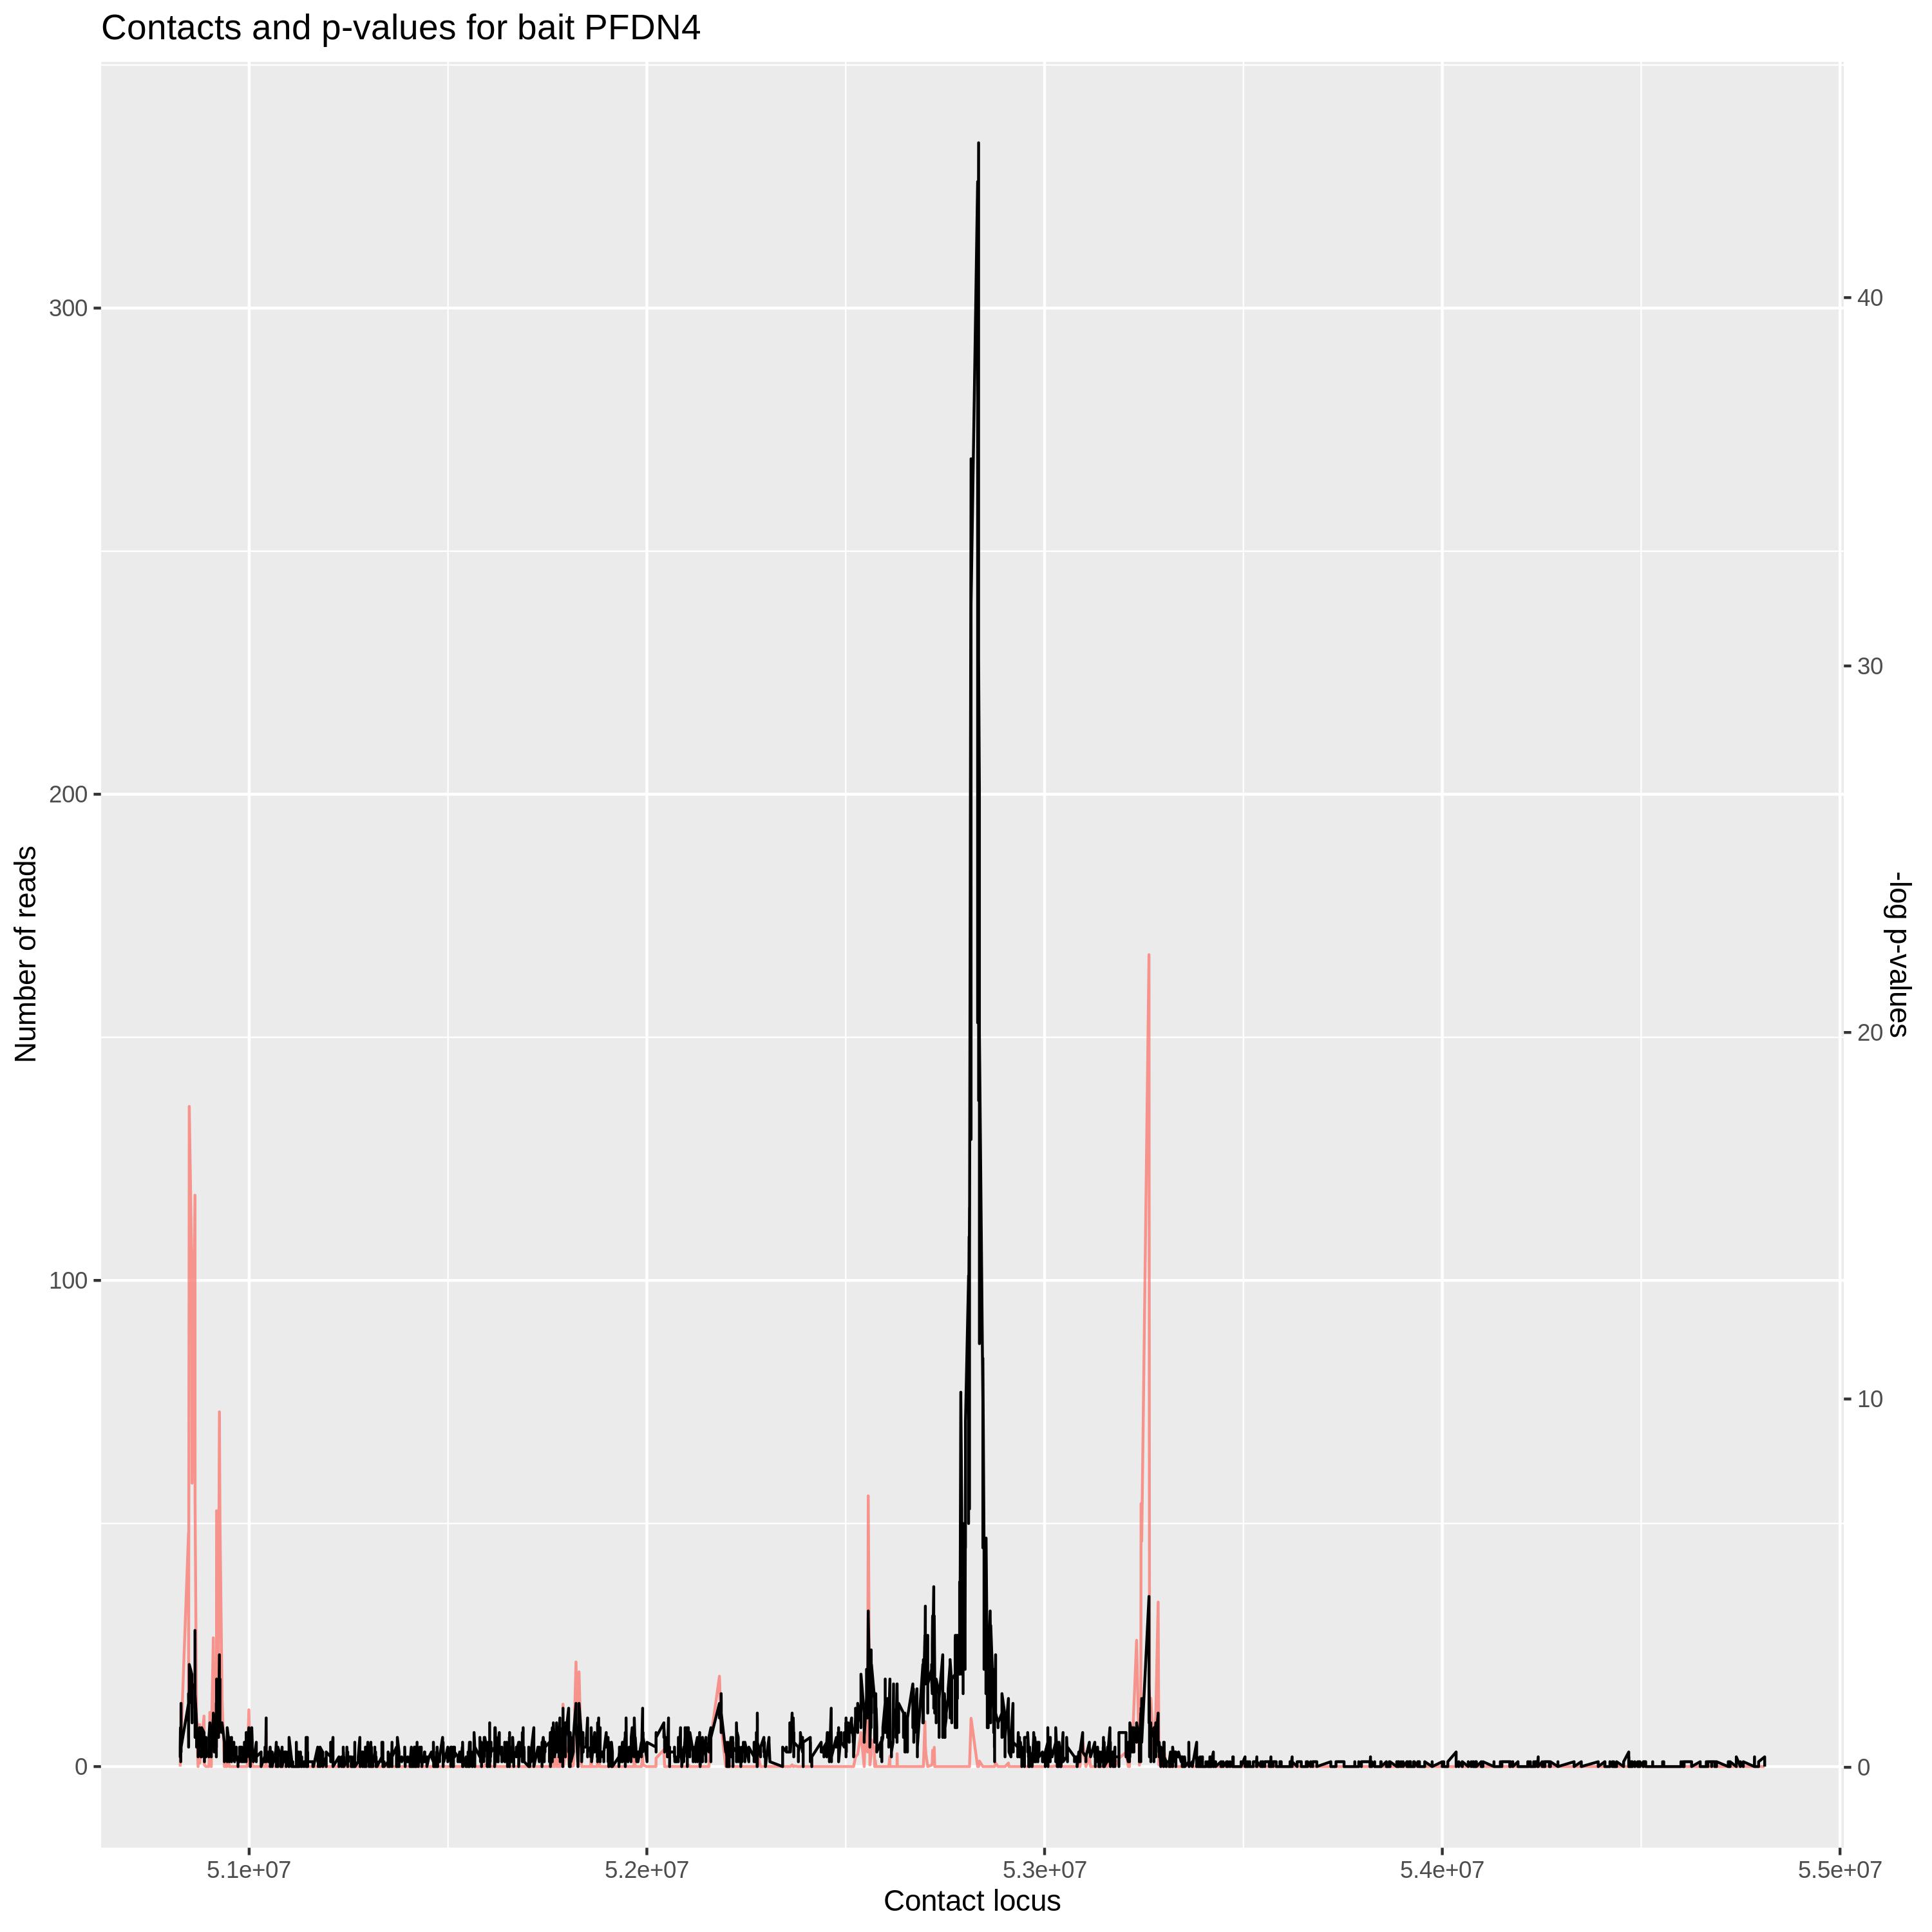 Contacts and p-values for bait PFDN4
300
200
100
0
Number of reads
40
30
20
10
0
-log p-values
5.1e+07
5.2e+07
5.3e+07
5.4e+07
5.5e+07
Contact locus